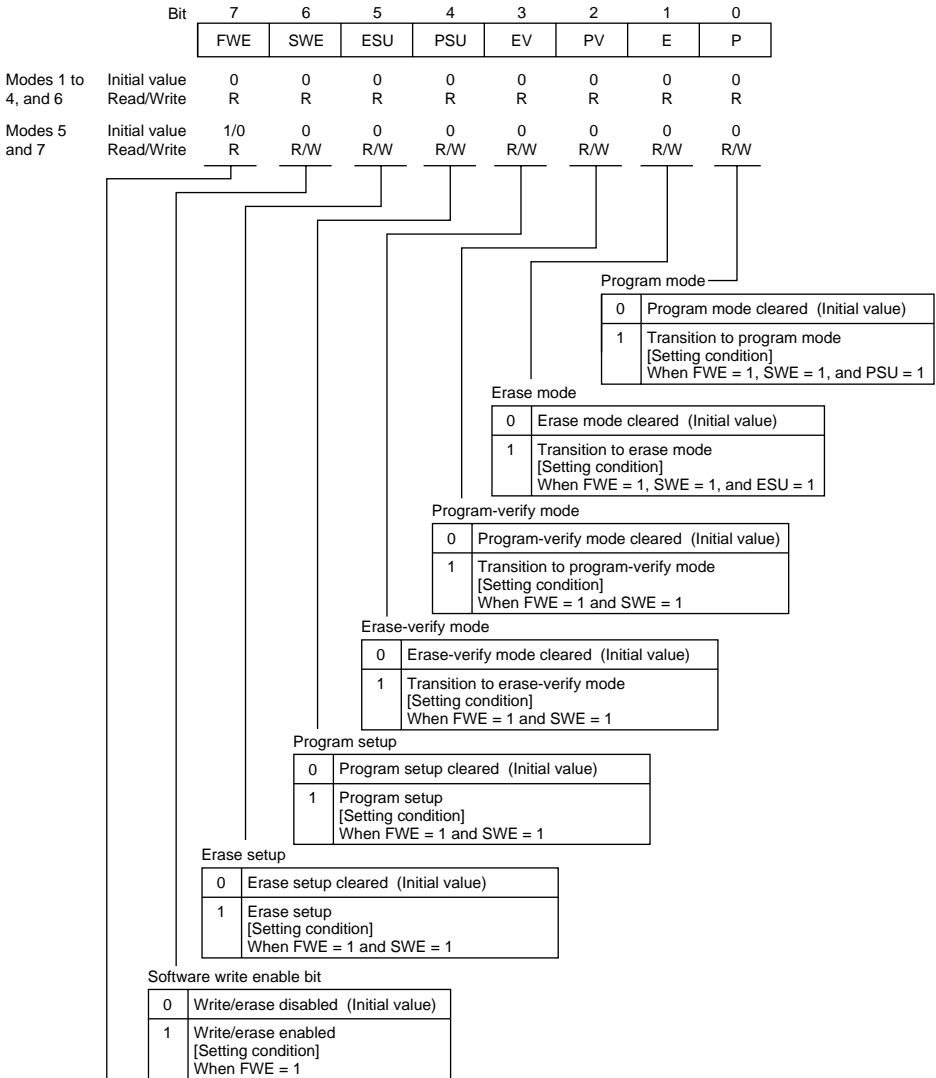 Bit 7 6 5 4 3 2 1 0
FWE SWE ESU PSU EV PV E P
Modes 1 to Initial value 0 0 0 0 0 0 0 0
4, and 6 Read/Write R R R R R R R R
Modes 5 Initial value 1/0 0 0 0 0 0 0 0
and 7 Read/Write R R/W R/W R/W R/W R/W R/W R/W
Program mode
0 Program mode cleared (Initial value)
1 Transition to program mode
[Setting condition]
When FWE = 1, SWE = 1, and PSU = 1
Erase mode
0 Erase mode cleared (Initial value)
1 Transition to erase mode
[Setting condition]
When FWE = 1, SWE = 1, and ESU = 1
Program-verify mode
0 Program-verify mode cleared (Initial value)
1 Transition to program-verify mode
[Setting condition]
When FWE = 1 and SWE = 1
Erase-verify mode
0 Erase-verify mode cleared (Initial value)
1 Transition to erase-verify mode
[Setting condition]
When FWE = 1 and SWE = 1
Program setup
0 Program setup cleared (Initial value)
1 Program setup
[Setting condition]
When FWE = 1 and SWE = 1
Erase setup
0 Erase setup cleared (Initial value)
1 Erase setup
[Setting condition]
When FWE = 1 and SWE = 1
Software write enable bit
0 Write/erase disabled (Initial value)
1 Write/erase enabled
[Setting condition]
When FWE = 1